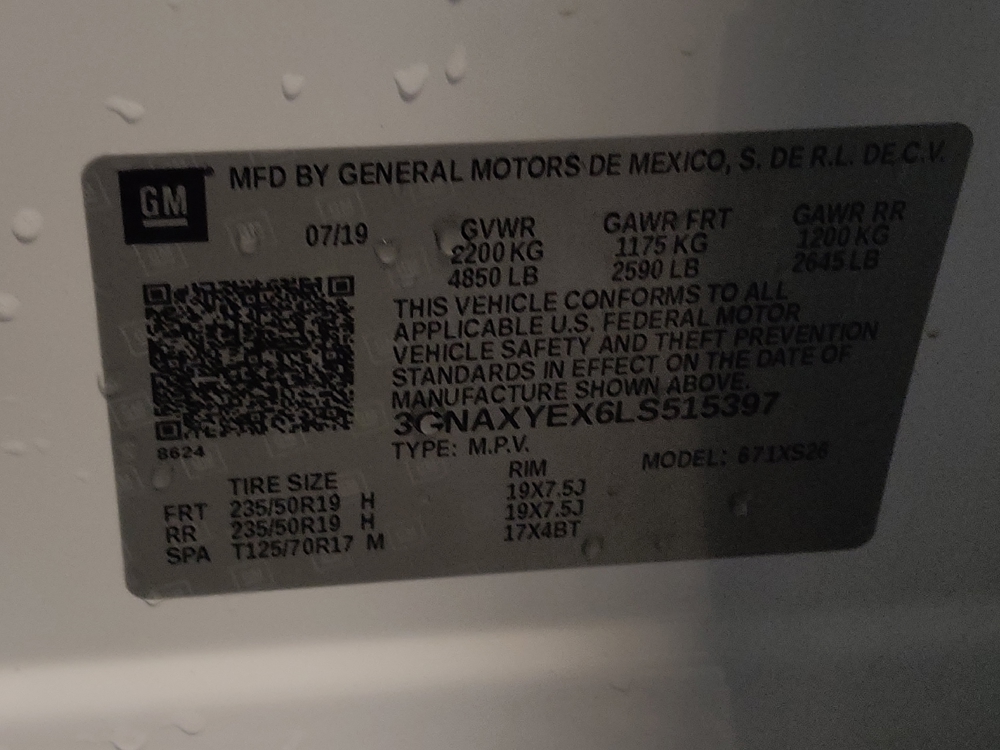 GM MFD BY GENERAL MOTORS DE MEXICO, S. DE R.L. DE C.V.
07/19 GVWR GAWR FRT GAWR RR
2200 KG 1175 KG 1200 KG
4850 LB 2590 LB 2645 LB
THIS VEHICLE CONFORMS TO ALL
APPLICABLE U.S. FEDERAL MOTOR
VEHICLE SAFETY AND THEFT PREVENTION
STANDARDS IN EFFECT ON THE DATE OF
MANUFACTURE SHOWN ABOVE.
3GNAXYEX6LS515397
8624 TYPE: M.P.V. MODEL: 671XS26
TIRE SIZE RIM
FRT 235/50R19 H 19X7.5J
RR 235/50R19 H 19X7.5J
SPA T125/70R17 M 17X4BT